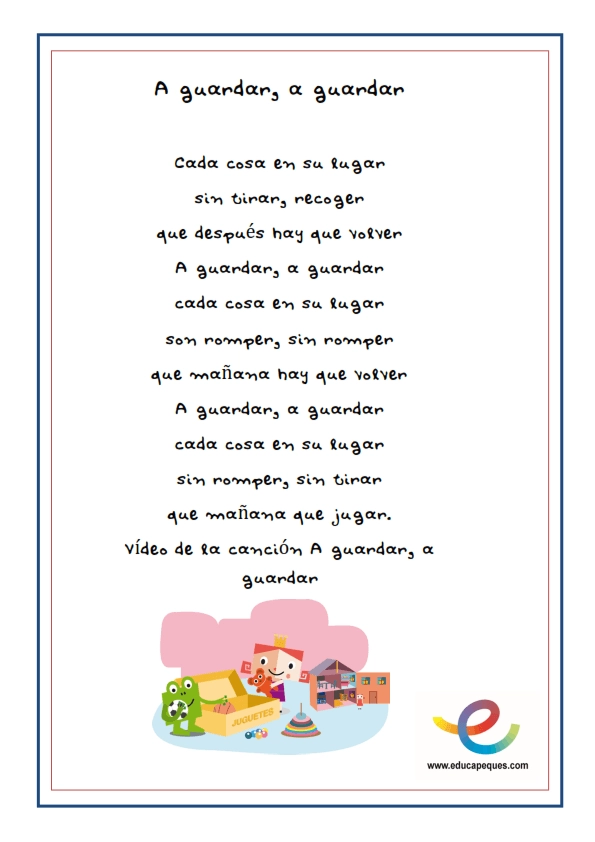 A guardar, a guardar
Cada cosa en su lugar
sin tirar, recoger
que después hay que volver
A guardar, a guardar
cada cosa en su lugar
son romper, sin romper
que mañana hay que volver
A guardar, a guardar
cada cosa en su lugar
sin romper, sin tirar
que mañana que jugar.
Vídeo de la canción A guardar, a
guardar
JUGUETES
www.educapeques.com